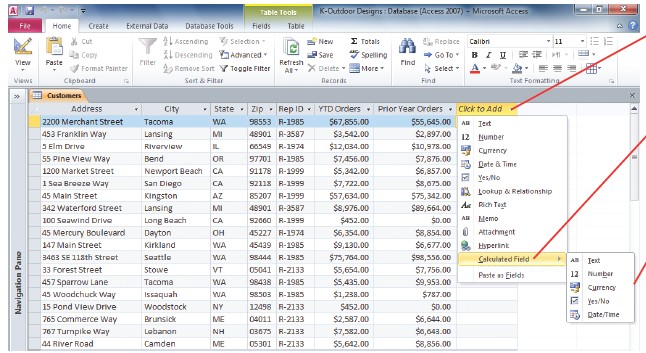 Table Tools
K-Outdoor Designs : Database (Access 2007) - Microsoft Access
File Home Create External Data Database Tools Fields Table
View
Views
Paste
Cut
Copy
Format Painter
Clipboard
Filter
Ascending
Descending
Remove Sort
Selection
Advanced
Toggle Filter
Sort & Filter
Refresh All
New
Save
Delete
Totals
Spelling
More
Records
Find
Replace
Go To
Select
Find
Calibri 11
B I U
Text Formatting
Customers
Address City State Zip Rep ID YTD Orders Prior Year Orders Click to Add
2200 Merchant Street Tacoma WA 98553 R-1985 $67,855.00 $55,645.00
453 Franklin Way Lansing MI 48901 R-3587 $3,542.00 $2,897.00
5 Elm Drive Riverview IL 66549 R-1974 $12,034.00 $10,978.00
55 Pine View Way Bend OR 97701 R-1985 $7,456.00 $7,876.00
1200 Market Street Newport Beach CA 91178 R-1999 $5,342.00 $6,857.00
1 Sea Breeze Way San Diego CA 92118 R-1999 $7,722.00 $8,675.00
45 Main Street Kingston AZ 85207 R-1999 $57,634.00 $75,342.00
342 Waterford Street Lansing MI 48901 R-3587 $8,976.00 $89,664.00
100 Seawind Drive Long Beach CA 92660 R-1999 $452.00 $0.00
45 Mercury Boulevard Dayton OH 45227 R-1974 $6,354.00 $8,854.00
147 Main Street Kirkland WA 45439 R-1985 $9,130.00 $6,677.00
3463 SE 118th Street Seattle WA 98444 R-1985 $75,764.00 $98,556.00
33 Forest Street Stowe VT 05041 R-2133 $5,654.00 $7,756.00
457 Sparrow Lane Tacoma WA 98438 R-1985 $5,435.00 $9,953.00
45 Woodchuck Way Issaquah WA 98503 R-1985 $1,238.00 $787.00
15 Pond View Drive Woodstock NY 12498 R-2133 $452.00 $0.00
765 Commerce Way Brunsick ME 04011 R-2133 $2,587.00 $6,644.00
767 Turnpike Way Lebanon NH 03675 R-2133 $7,582.00 $6,643.00
44 River Road Camden ME 05301 R-2133 $5,642.00 $8,856.00
AB Text
12 Number
Currency
Date & Time
Yes/No
Lookup & Relationship
Aa Rich Text
AB Memo
Attachment
Hyperlink
Calculated Field
Paste as Fields
AB Text
12 Number
Currency
Yes/No
Date/Time
Navigation Pane